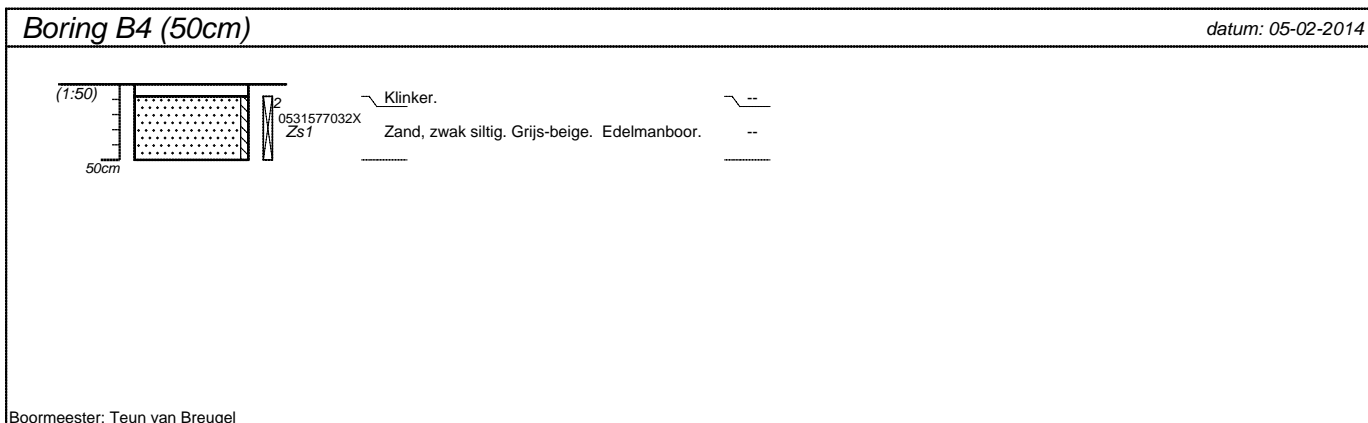 Boring B4 (50cm)
datum: 05-02-2014
(1:50)
Klinker.
--
2
0531577032X
Zs1
Zand, zwak siltig. Grijs-beige. Edelmanboor.
--
50cm
Boormeester: Teun van Breugel